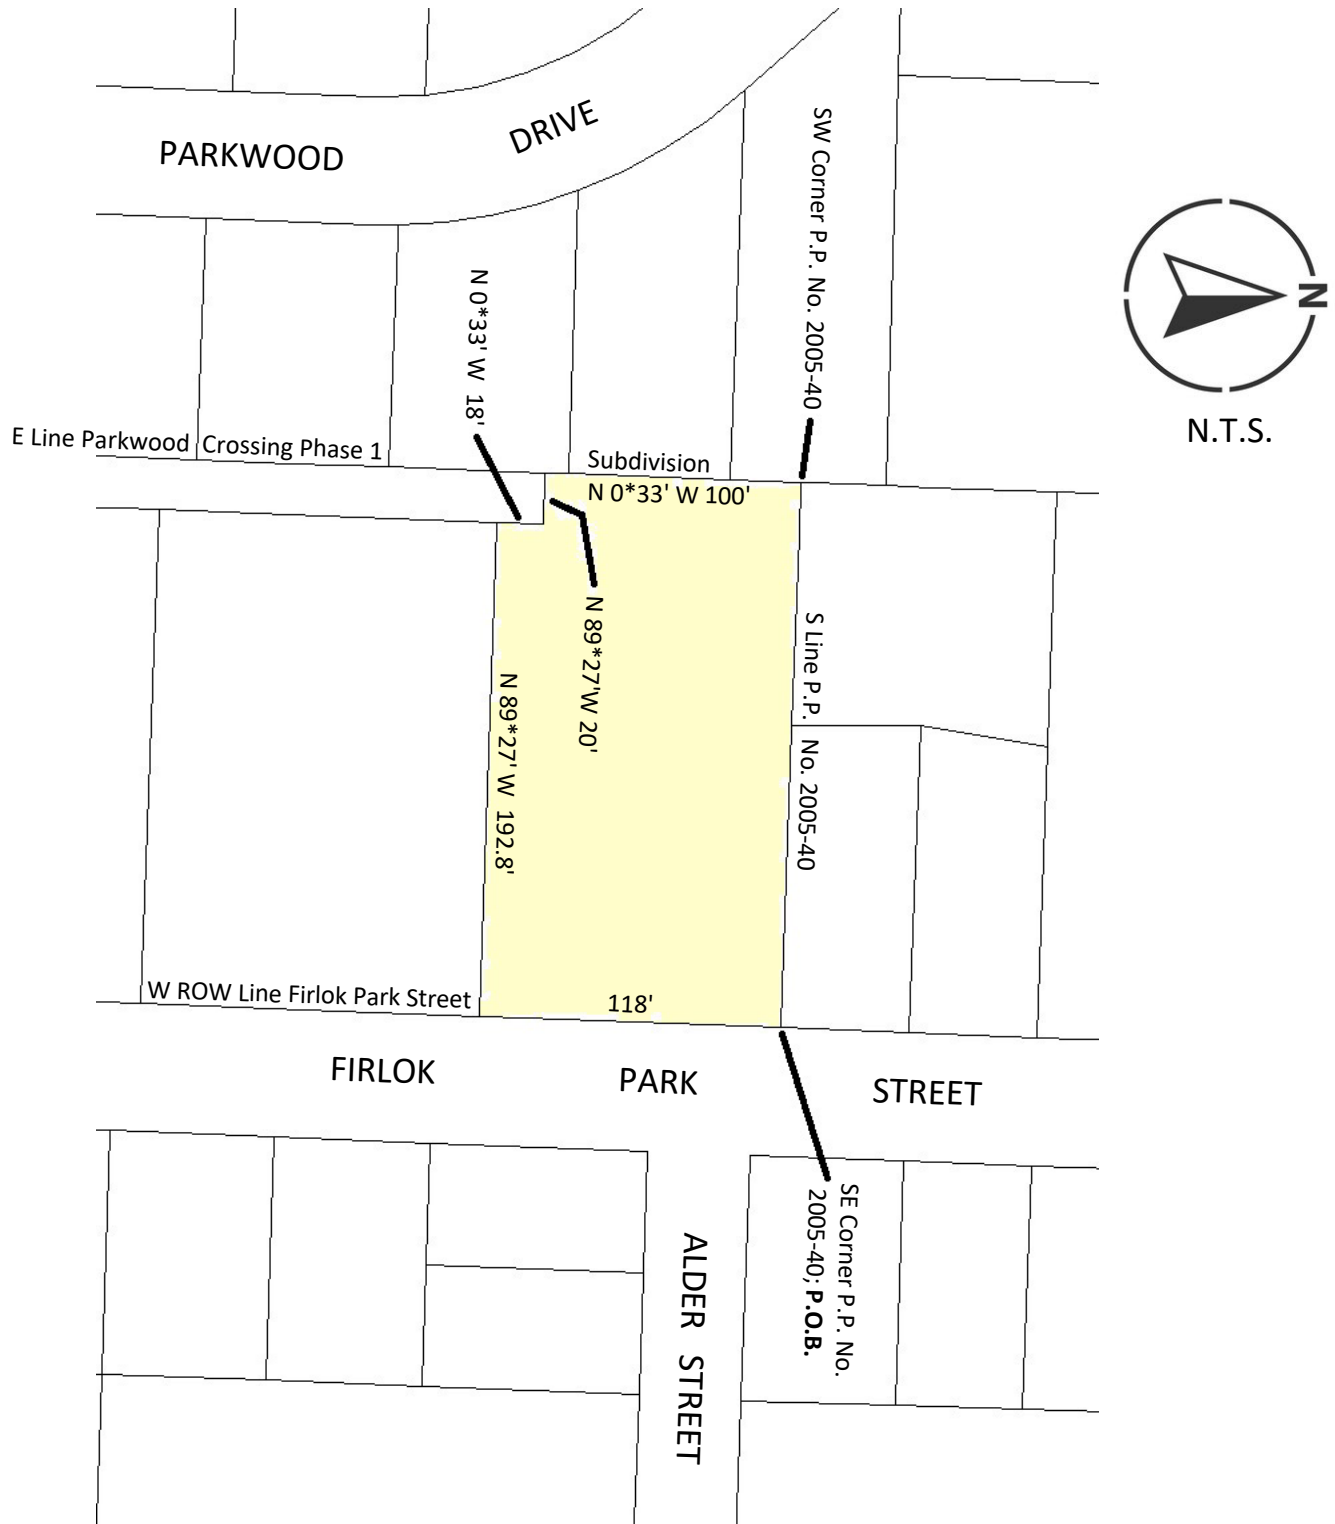 PARKWOOD
DRIVE
SW Corner P.P. No. 2005-40
N
N.T.S.
N 0*33' W 18'
E Line Parkwood Crossing Phase 1
Subdivision
N 0*33' W 100'
N 89*27'W 20'
S Line P.P. No. 2005-40
N 89*27' W 192.8'
W ROW Line Firlok Park Street
118'
FIRLOK PARK STREET
SE Corner P.P. No.
2005-40; P.O.B.
ALDER STREET